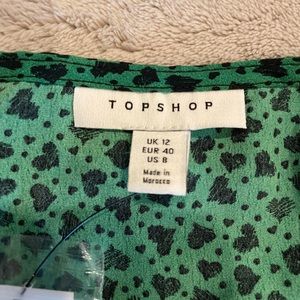 TOPSHOP
UK 12
EUR 40
US 8
Made in
Morocco